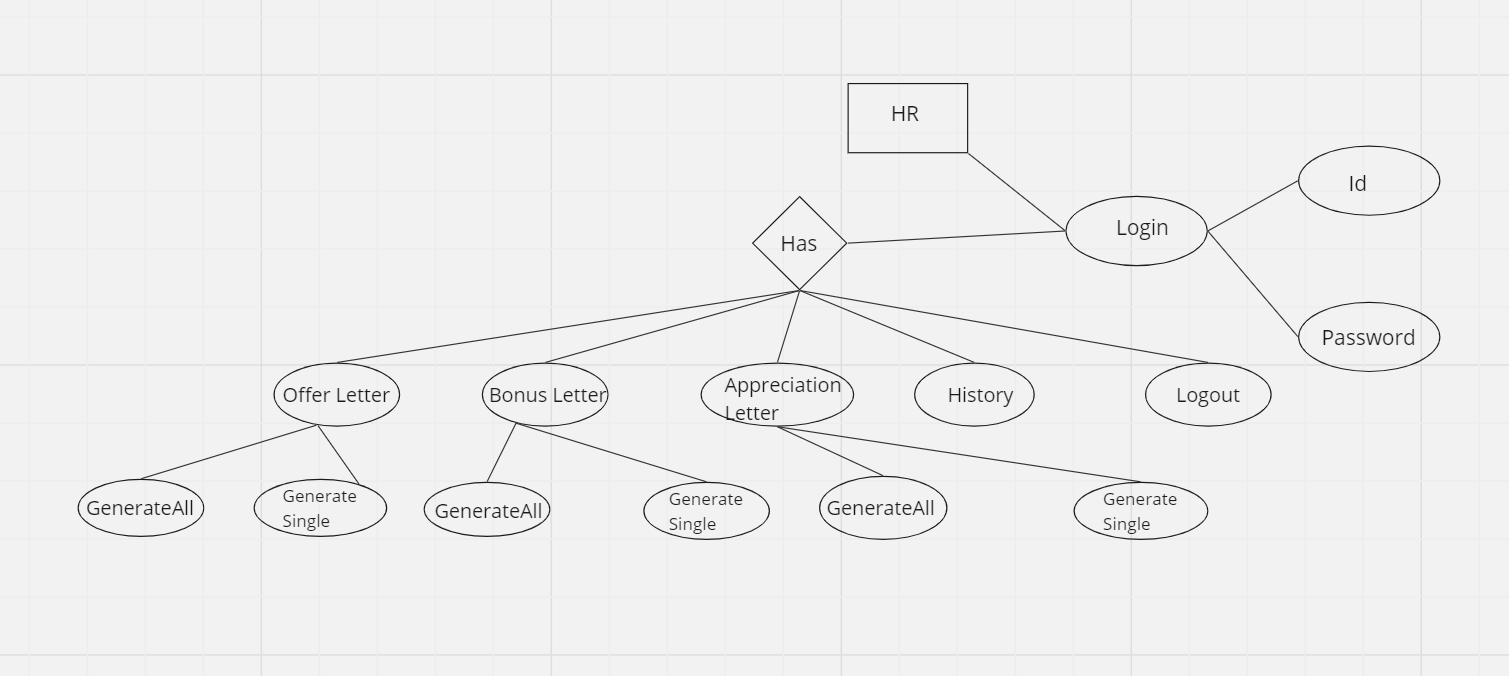 HR
Id
Login
Has
Password
Offer Letter
Bonus Letter
Appreciation
Letter
History
Logout
GenerateAll
Generate
Single
GenerateAll
Generate
Single
GenerateAll
Generate
Single